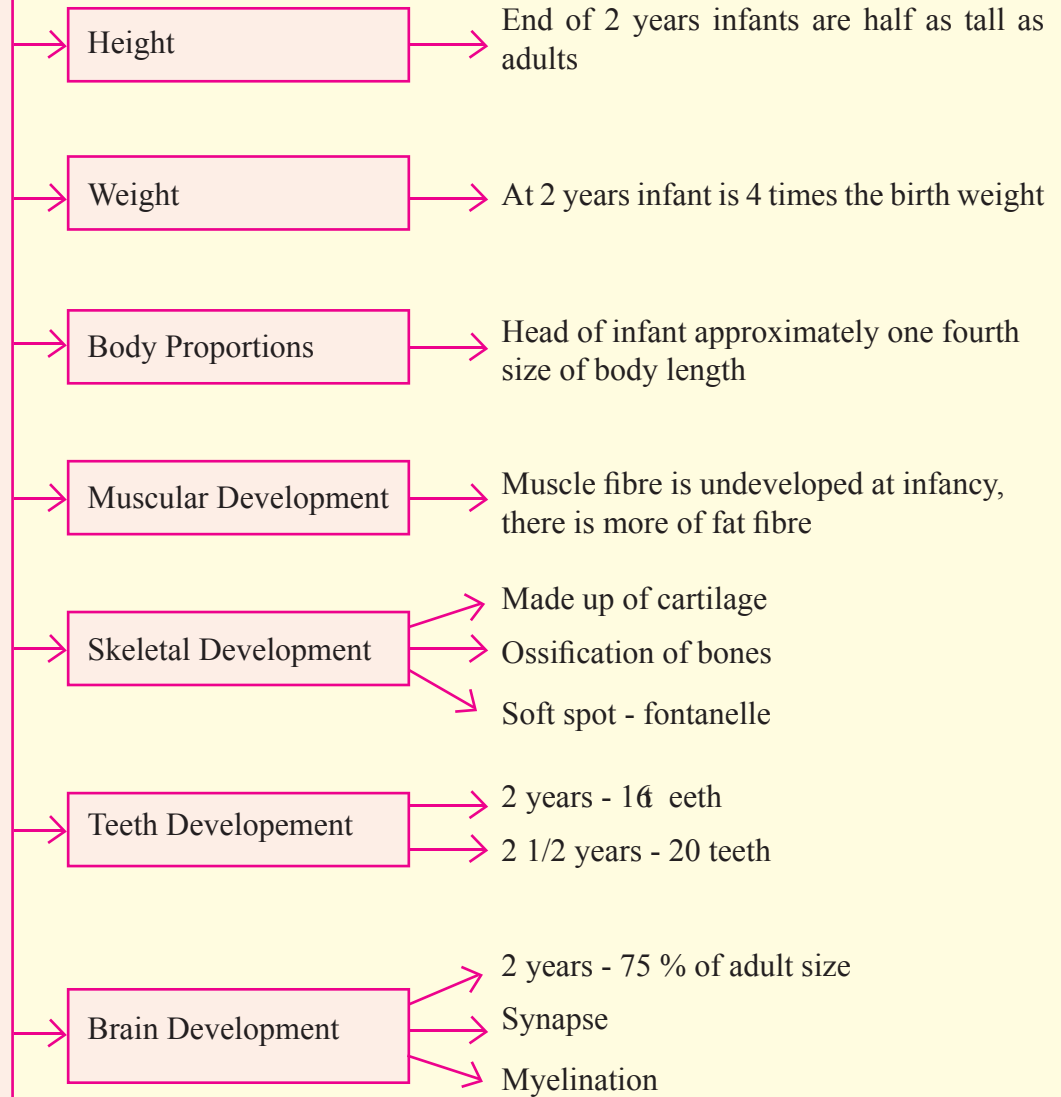 Height
End of 2 years infants are half as tall as
adults
Weight
At 2 years infant is 4 times the birth weight
Body Proportions
Head of infant approximately one fourth
size of body length
Muscular Development
Muscle fibre is undeveloped at infancy,
there is more of fat fibre
Skeletal Development
Made up of cartilage
Ossification of bones
Soft spot - fontanelle
Teeth Developement
2 years - 16 t eeth
2 1/2 years - 20 teeth
Brain Development
2 years - 75 % of adult size
Synapse
Myelination